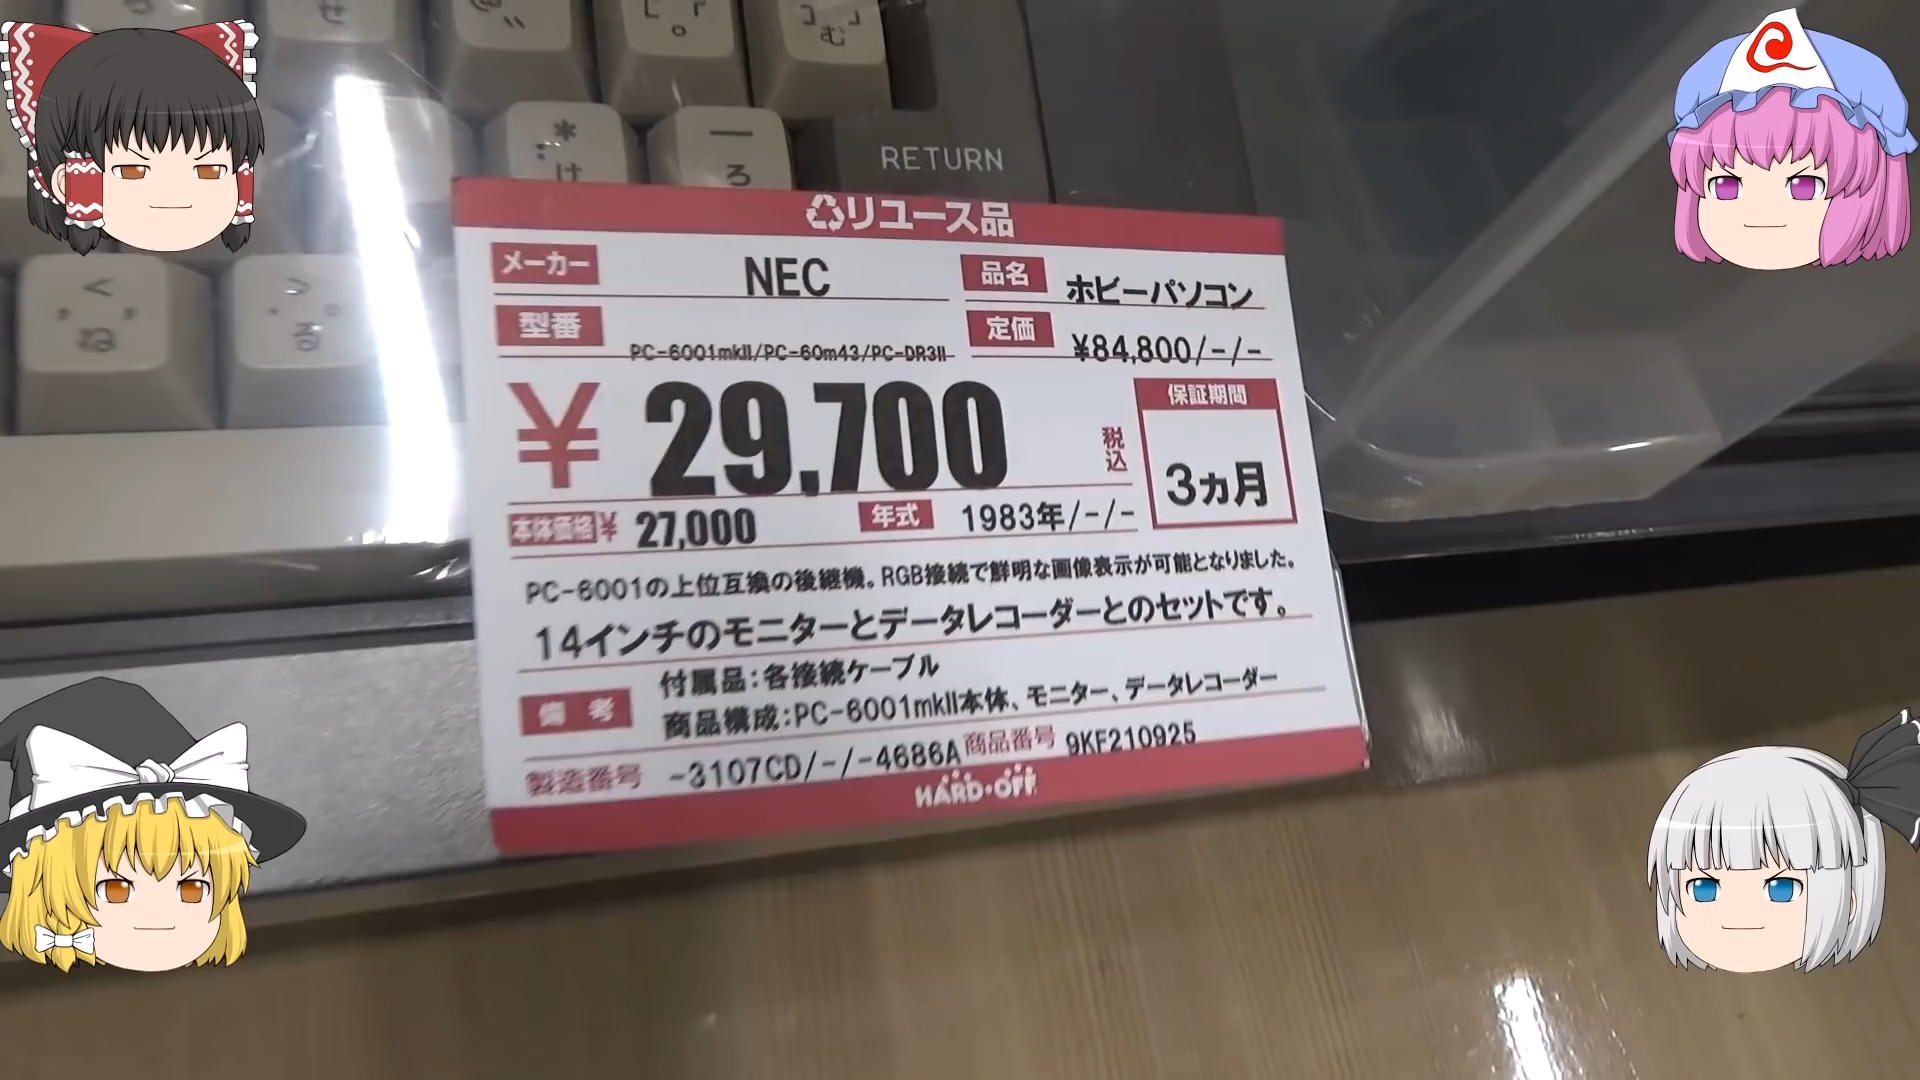 せ
む
*
:
け
ー
ろ
RETURN
<
,
ね
>
.
る
リユース品
メーカー NEC 品名 ホビーパソコン
型番 PC-6001mkII/PC-60m43/PC-DR3II 定価 ¥84,800/-/-
¥29,700 税込 保証期間 3ヵ月
本体価格¥ 27,000 年式 1983年/-/-
PC-6001の上位互換の後継機。RGB接続で鮮明な画像表示が可能となりました。
14インチのモニターとデータレコーダーとのセットです。
備考 付属品:各接続ケーブル
商品構成:PC-6001mkII本体、モニター、データレコーダー
製造番号 -3107CD/-/-4686A 商品番号 9KF210925
HARD・OFF